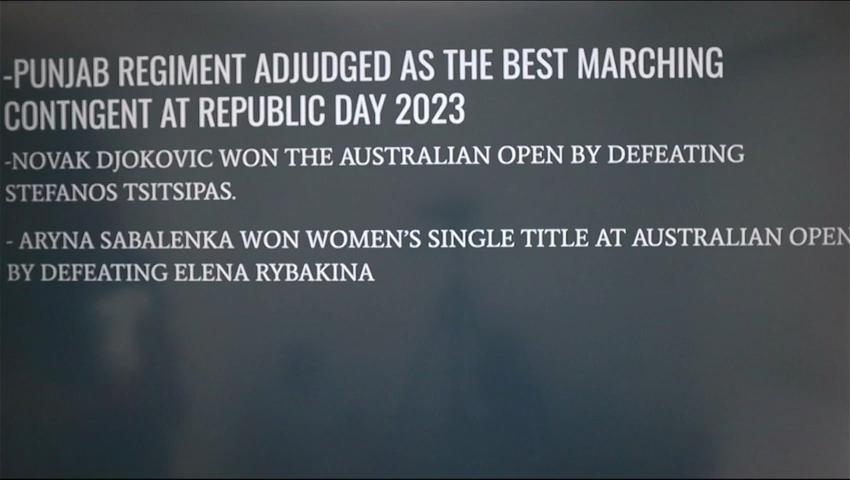 -PUNJAB REGIMENT ADJUDGED AS THE BEST MARCHING
CONTNGENT AT REPUBLIC DAY 2023
-NOVAK DJOKOVIC WON THE AUSTRALIAN OPEN BY DEFEATING
STEFANOS TSITSIPAS.
- ARYNA SABALENKA WON WOMEN'S SINGLE TITLE AT AUSTRALIAN OPEN
BY DEFEATING ELENA RYBAKINA